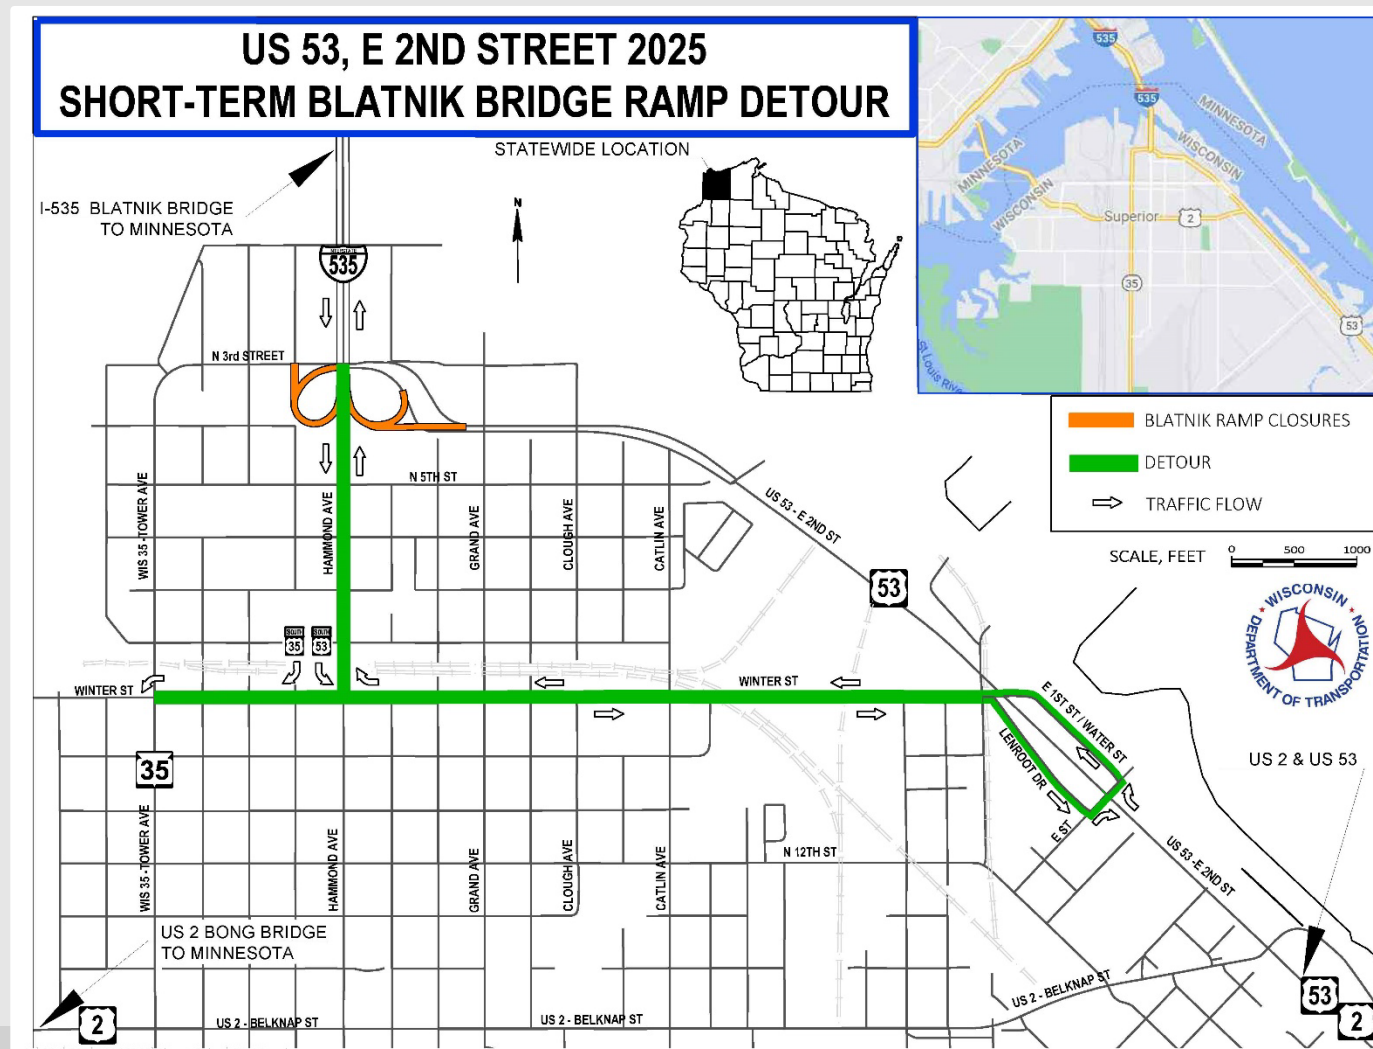 US 53, E 2ND STREET 2025
SHORT-TERM BLATNIK BRIDGE RAMP DETOUR
STATEWIDE LOCATION
I-535 BLATNIK BRIDGE
TO MINNESOTA
N
INTERSTATE
535
N 3rd STREET
N 5TH ST
WIS 35 -TOWER AVE
HAMMOND AVE
GRAND AVE
CLOUGH AVE
CATLIN AVE
US 53 - E 2ND ST
53
SOUTH
35
SOUTH
53
WINTER ST
WINTER ST
35
E 1ST ST / WATER ST
LENROOT DR
E ST
US 53 -E 2ND ST
N 12TH ST
WIS 35 -TOWER AVE
HAMMOND AVE
GRAND AVE
CLOUGH AVE
CATLIN AVE
US 2 BONG BRIDGE
TO MINNESOTA
2
US 2 - BELKNAP ST
US 2 - BELKNAP ST
US 2 - BELKNAP ST
US 2 & US 53
53
2
535
535
MINNESOTA
WISCONSIN
MINNESOTA
WISCONSIN
Superior
2
35
53
St Louis River
BLATNIK RAMP CLOSURES
DETOUR
TRAFFIC FLOW
SCALE, FEET
0 500 1000
WISCONSIN
DEPARTMENT OF TRANSPORTATION